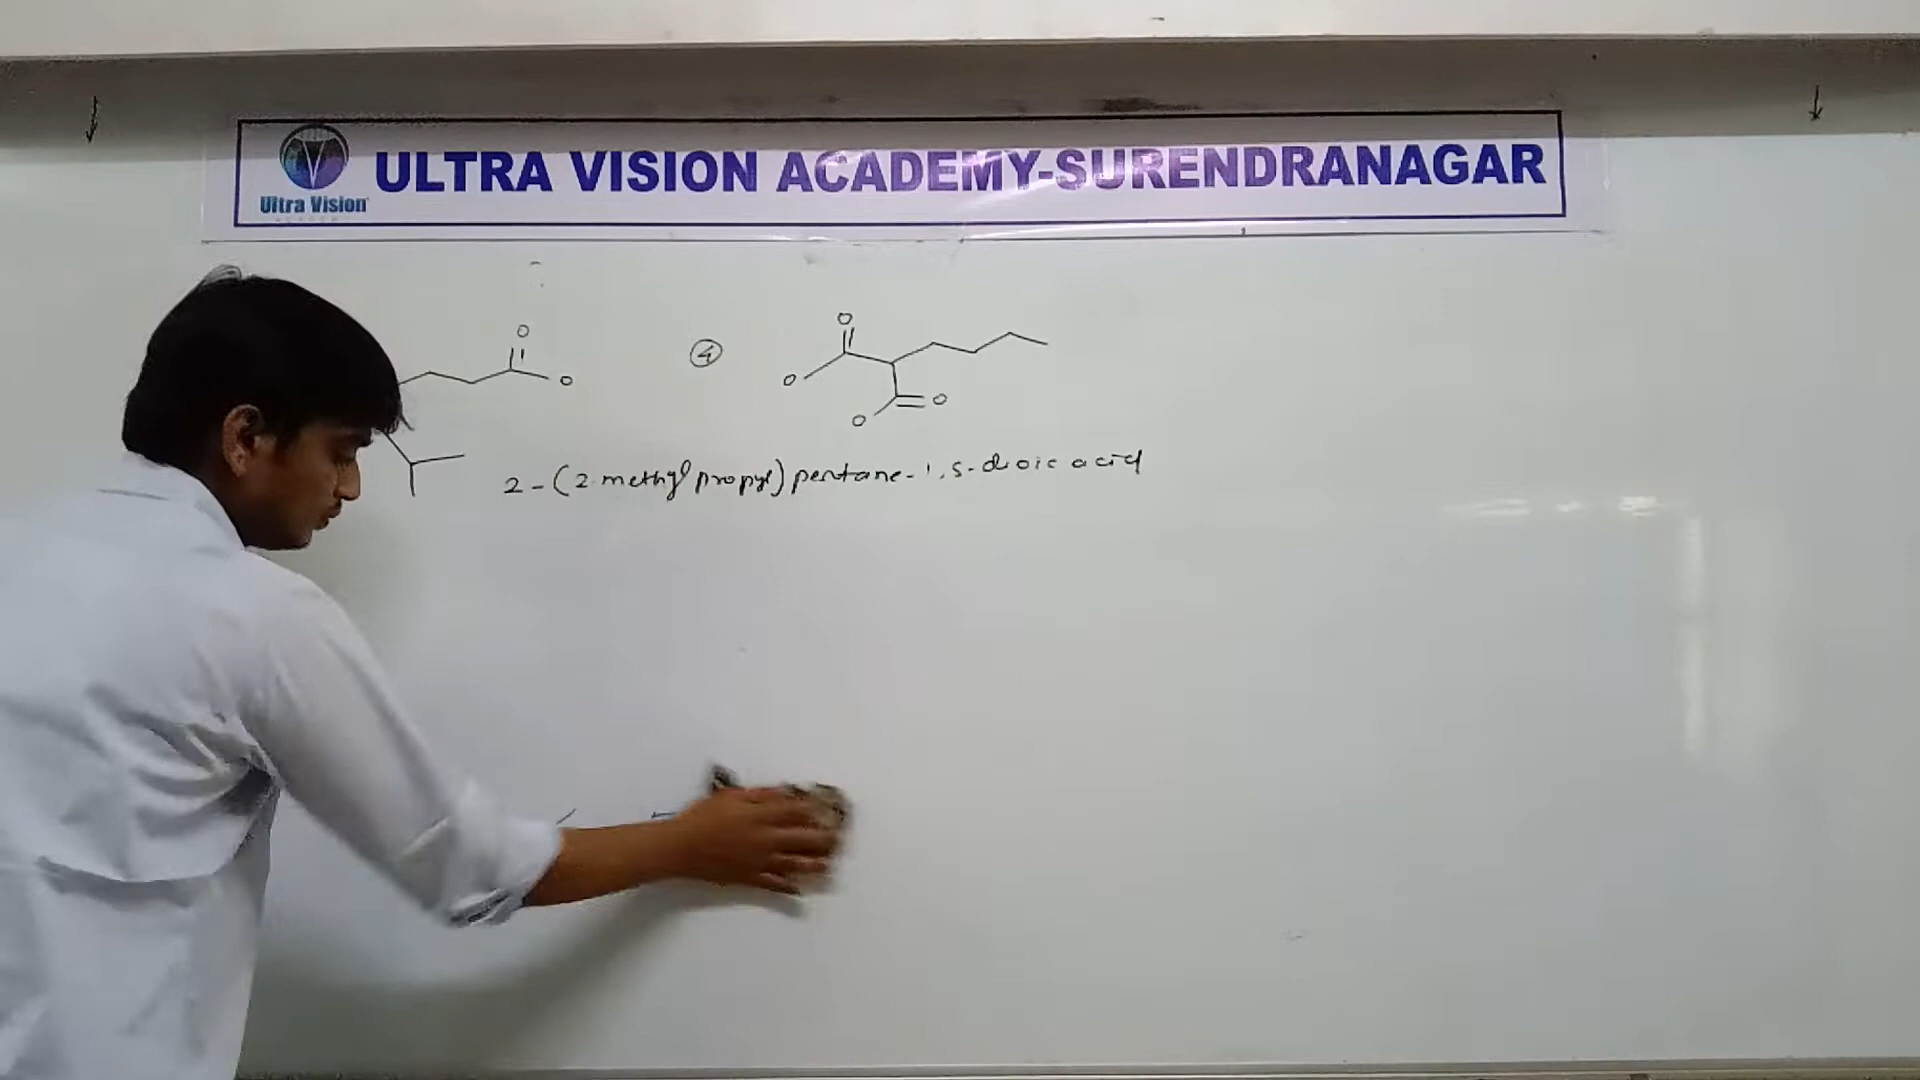 ULTRA VISION ACADEMY-SURENDRANAGAR
Ultra Vision
O
O
④
O
O
O
O
2-(2 methyl propyl) pentane-1,5-dioic acid